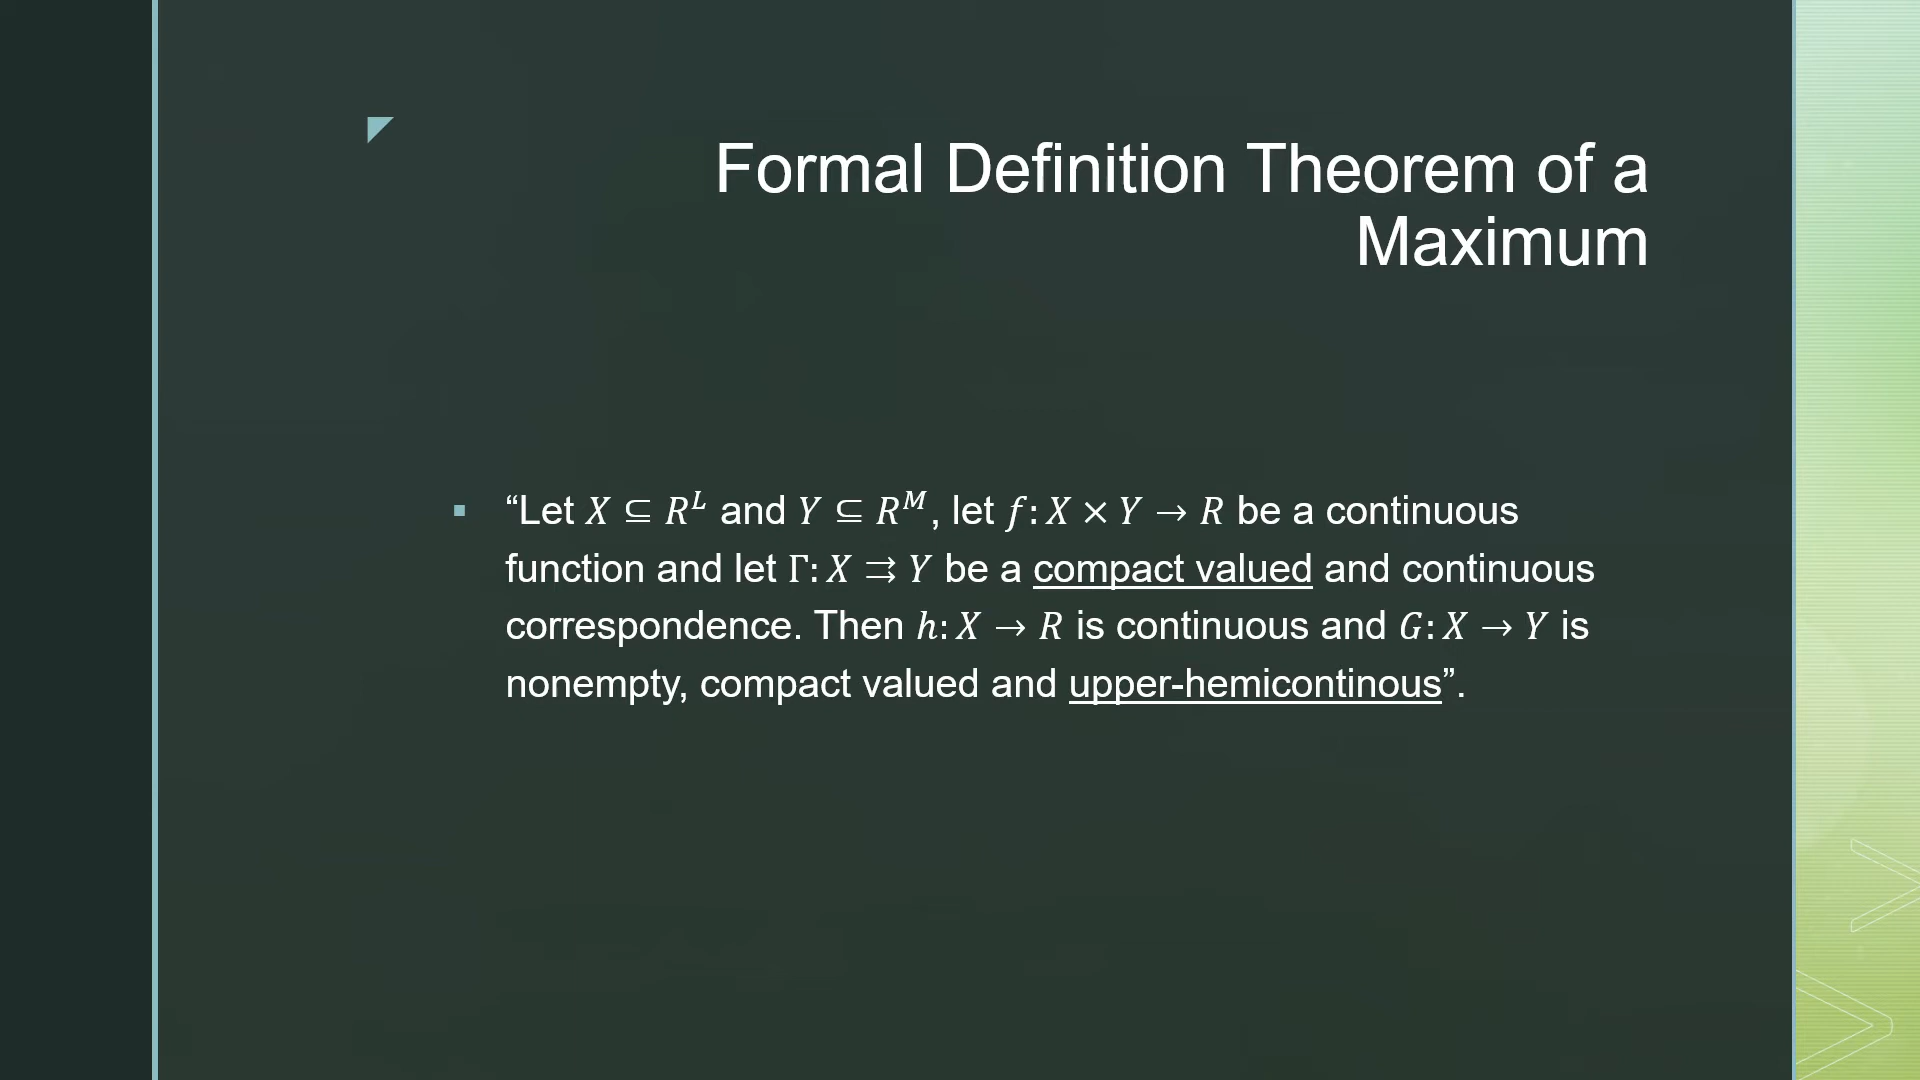 Formal Definition Theorem of a
Maximum
“Let X ⊆ R^L and Y ⊆ R^M, let f: X × Y → R be a continuous
function and let Γ: X ⇉ Y be a compact valued and continuous
correspondence. Then h: X → R is continuous and G: X → Y is
nonempty, compact valued and upper-hemicontinous”.